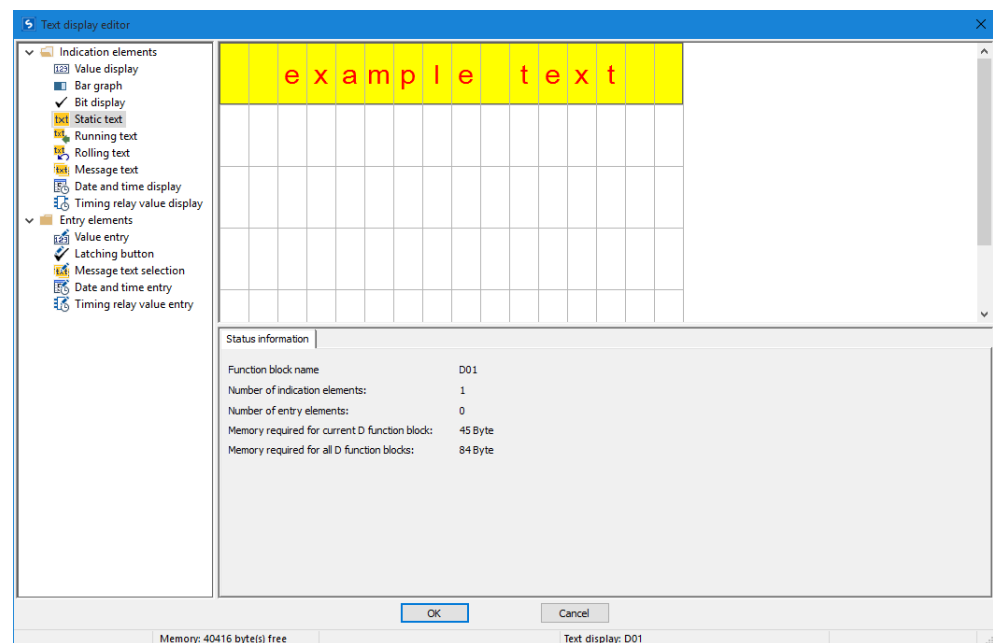 Text display editor
Indication elements
Value display
Bar graph
Bit display
txt Static text
Running text
Rolling text
Message text
Date and time display
Timing relay value display
Entry elements
Value entry
Latching button
Message text selection
Date and time entry
Timing relay value entry
example text
Status information
Function block name D01
Number of indication elements: 1
Number of entry elements: 0
Memory required for current D function block: 45 Byte
Memory required for all D function blocks: 84 Byte
OK Cancel
Memory: 40416 byte(s) free Text display: D01